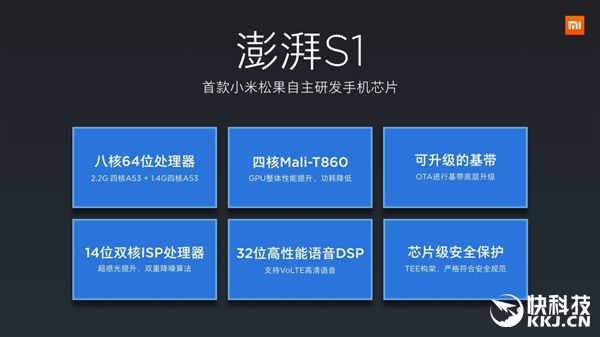 mi
澎湃S1
首款小米松果自主研发手机芯片
八核64位处理器
2.2G 四核A53 + 1.4G四核A53
四核Mali-T860
GPU整体性能提升，功耗降低
可升级的基带
OTA进行基带底层升级
14位双核ISP处理器
超感光提升，双重降噪算法
32位高性能语音DSP
支持VoLTE高清语音
芯片级安全保护
TEE构架，严格符合安全规范
快科技
KKJ.CN